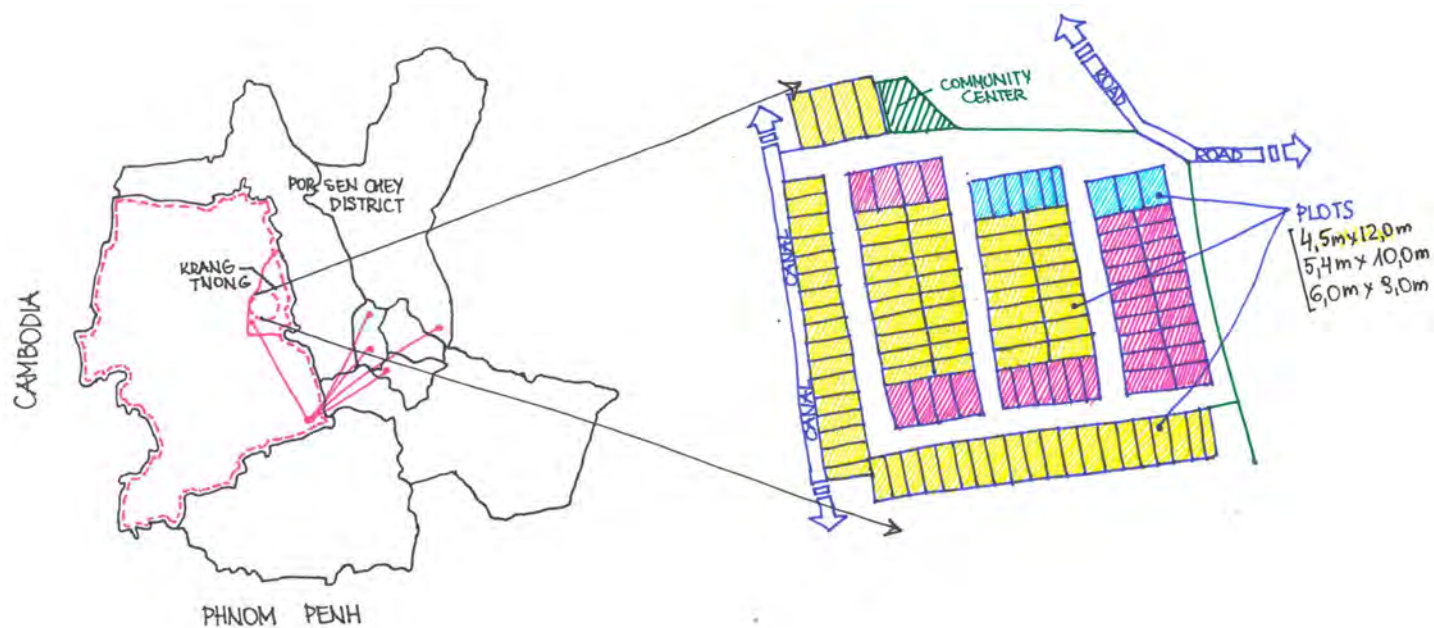 CAMBODIA
POR SEN CHEY
DISTRICT
KRANG
TNONG
PHNOM PENH
COMMUNITY
CENTER
ROAD
ROAD
CANAL
CANAL
PLOTS
4,5m x 12,0m
5,4m x 10,0m
6,0m x 9,0m